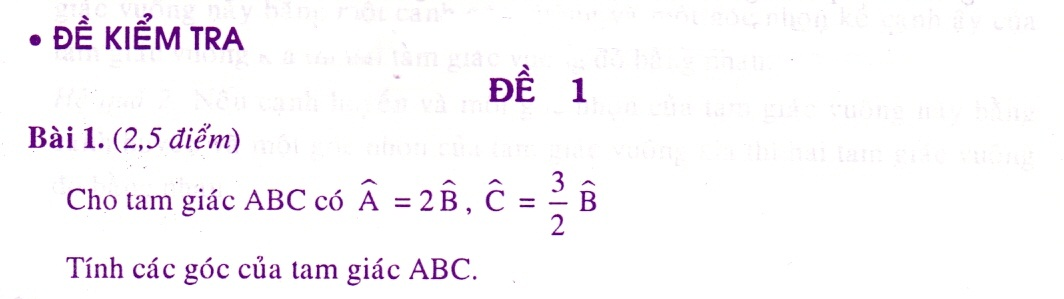 • ĐỀ KIỂM TRA
ĐỀ 1
Bài 1. (2,5 điểm)
Cho tam giác ABC có Â = 2B̂, Ĉ = 3/2 B̂
Tính các góc của tam giác ABC.